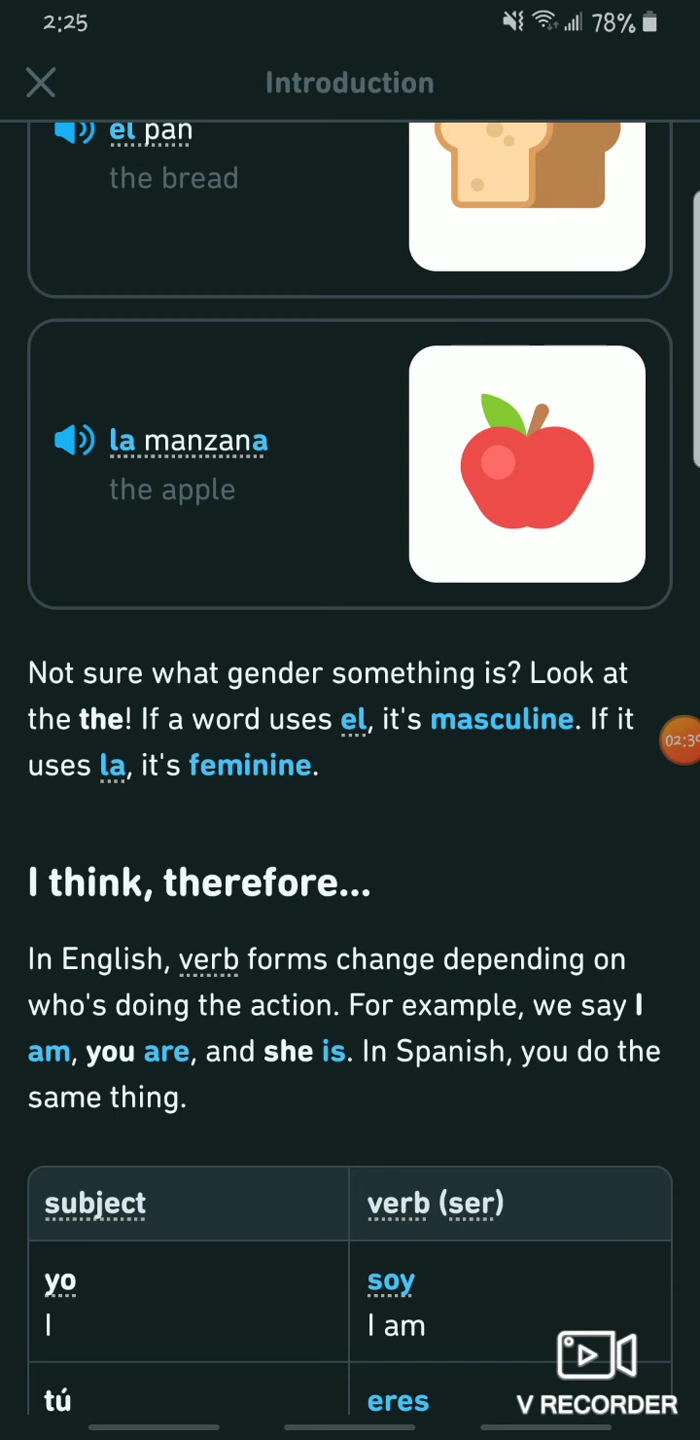 2:25 78%
Introduction
el pan
the bread
la manzana
the apple
Not sure what gender something is? Look at
the the! If a word uses el, it's masculine. If it
uses la, it's feminine.
I think, therefore...
In English, verb forms change depending on
who's doing the action. For example, we say I
am, you are, and she is. In Spanish, you do the
same thing.
subject verb (ser)
yo soy
I I am
tú eres
V RECORDER